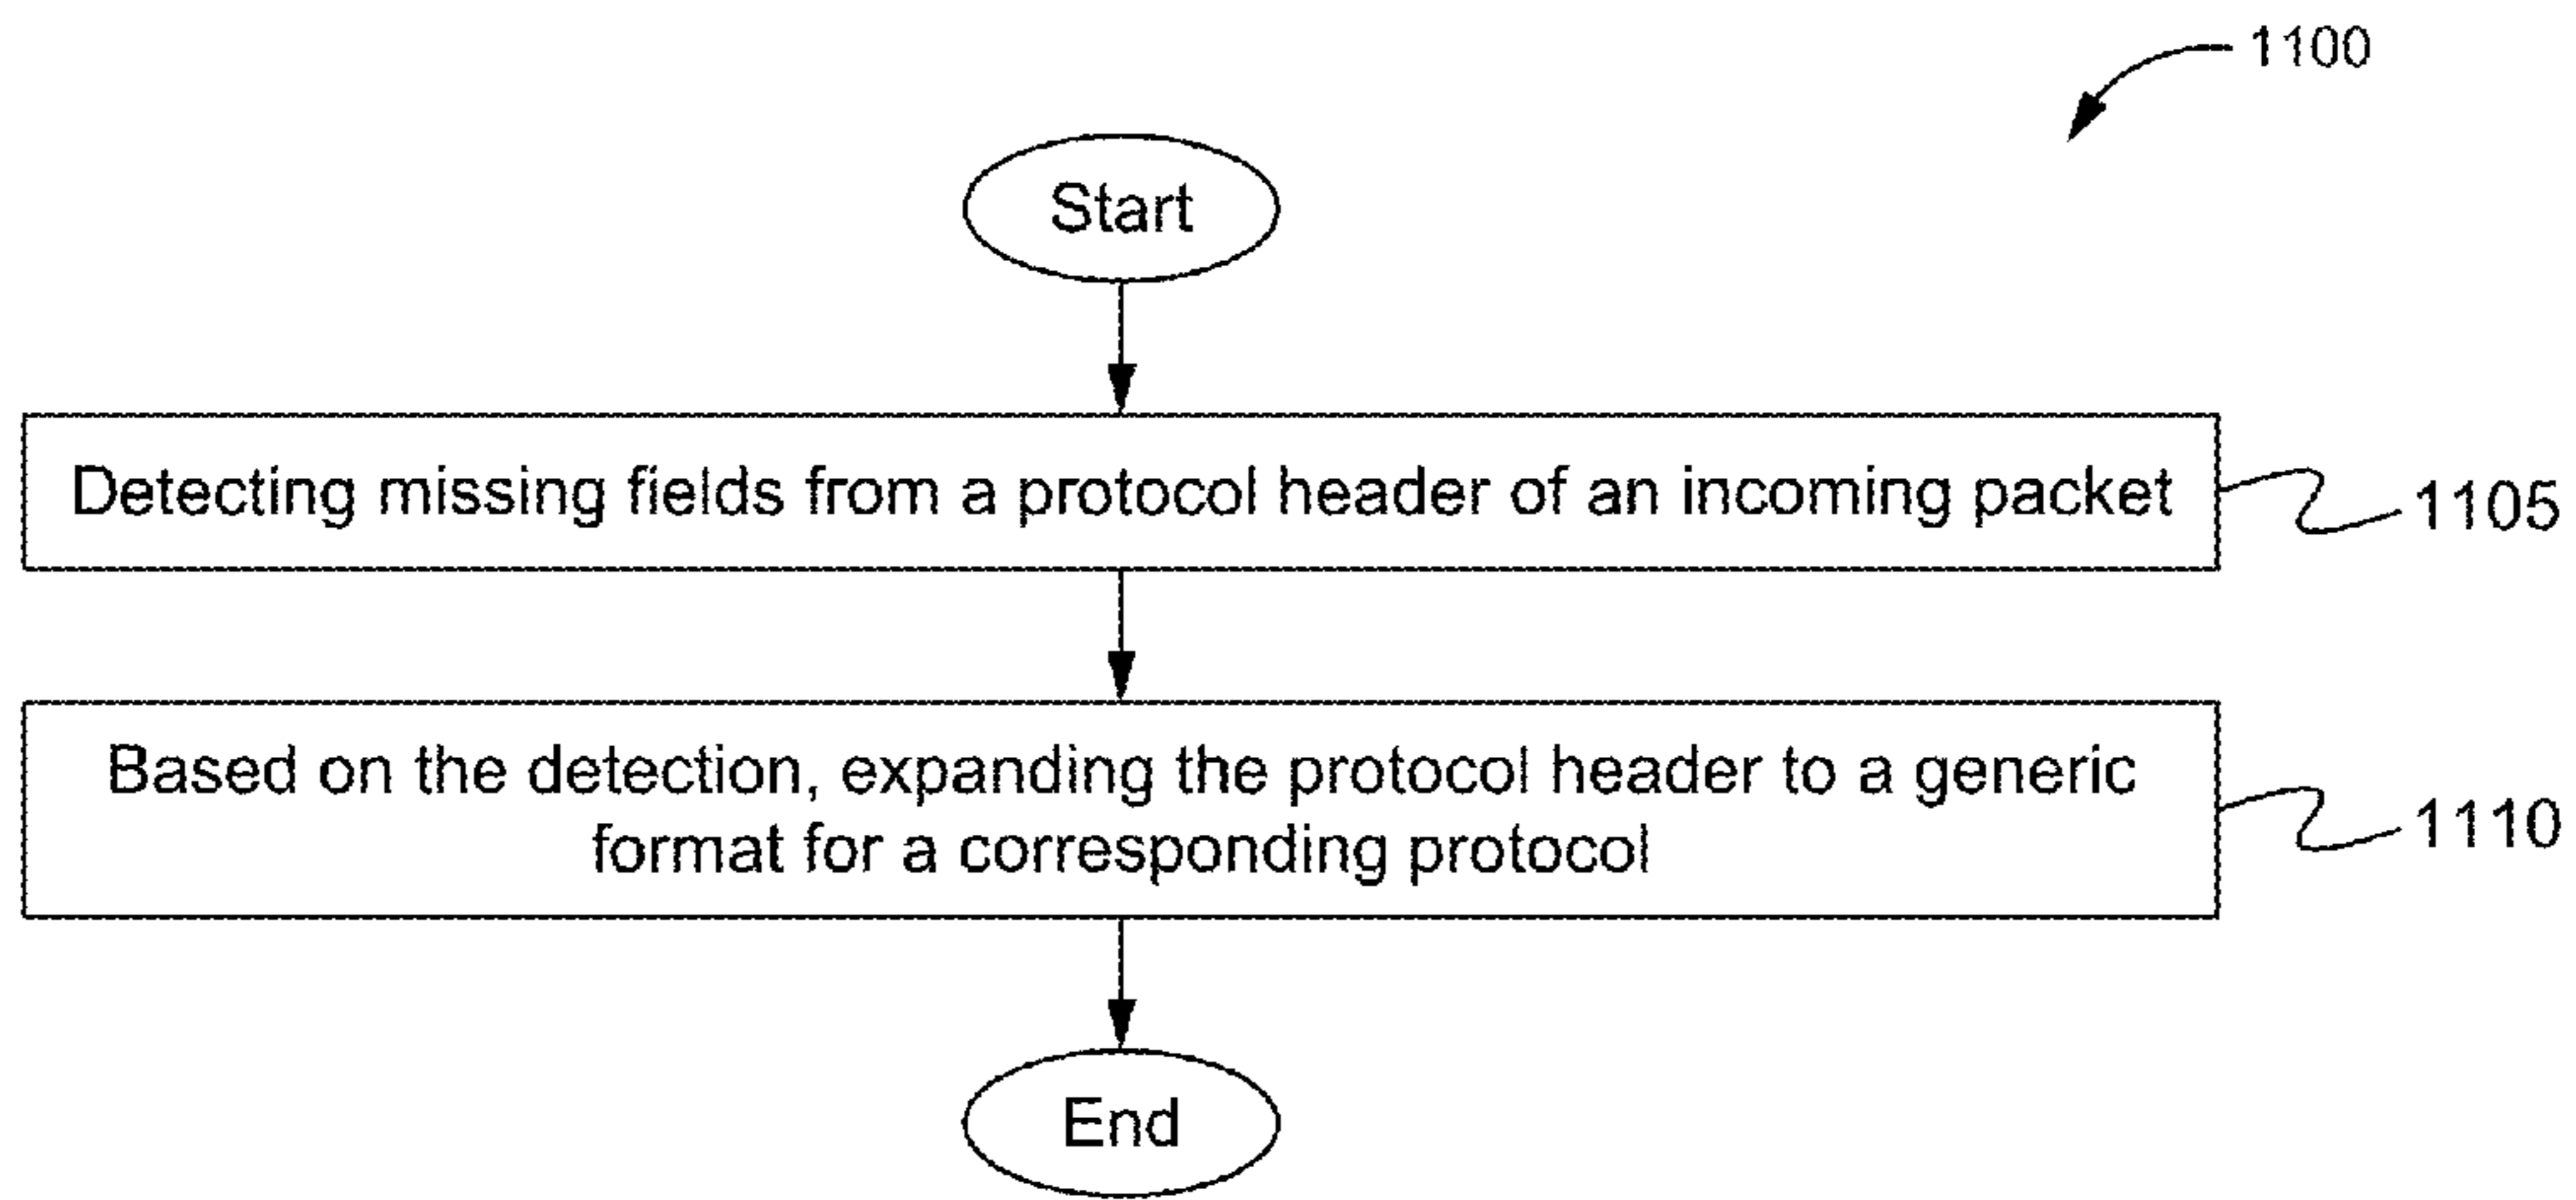 1100
Start
Detecting missing fields from a protocol header of an incoming packet
1105
Based on the detection, expanding the protocol header to a generic
format for a corresponding protocol
1110
End